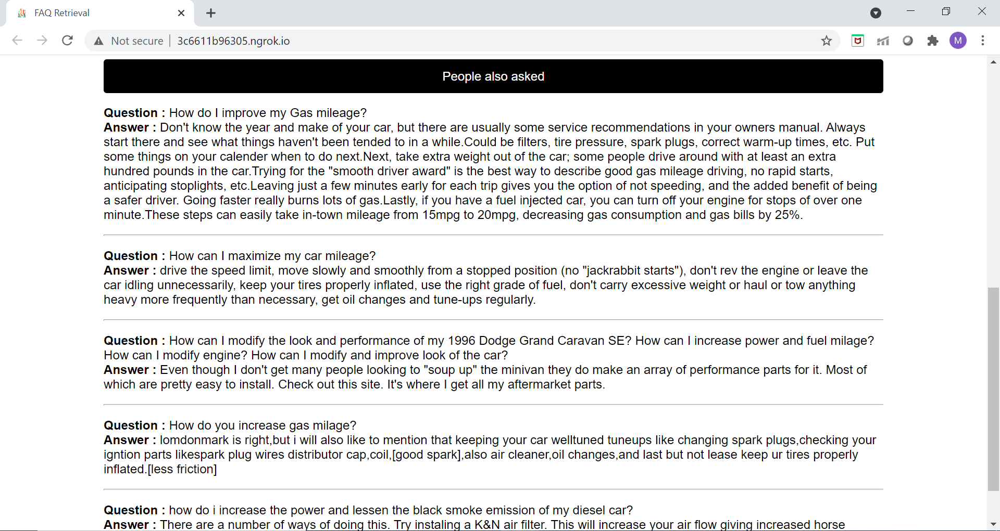 FAQ Retrieval
Not secure
3c6611b96305.ngrok.io
M
People also asked
Question : How do I improve my Gas mileage?
Answer : Don't know the year and make of your car, but there are usually some service recommendations in your owners manual. Always
start there and see what things haven't been tended to in a while.Could be filters, tire pressure, spark plugs, correct warm-up times, etc. Put
some things on your calender when to do next.Next, take extra weight out of the car; some people drive around with at least an extra
hundred pounds in the car.Trying for the "smooth driver award" is the best way to describe good gas mileage driving, no rapid starts,
anticipating stoplights, etc.Leaving just a few minutes early for each trip gives you the option of not speeding, and the added benefit of being
a safer driver. Going faster really burns lots of gas.Lastly, if you have a fuel injected car, you can turn off your engine for stops of over one
minute.These steps can easily take in-town mileage from 15mpg to 20mpg, decreasing gas consumption and gas bills by 25%.
Question : How can I maximize my car mileage?
Answer : drive the speed limit, move slowly and smoothly from a stopped position (no "jackrabbit starts"), don't rev the engine or leave the
car idling unnecessarily, keep your tires properly inflated, use the right grade of fuel, don't carry excessive weight or haul or tow anything
heavy more frequently than necessary, get oil changes and tune-ups regularly.
Question : How can I modify the look and performance of my 1996 Dodge Grand Caravan SE? How can I increase power and fuel milage?
How can I modify engine? How can I modify and improve look of the car?
Answer : Even though I don't get many people looking to "soup up" the minivan they do make an array of performance parts for it. Most of
which are pretty easy to install. Check out this site. It's where I get all my aftermarket parts.
Question : How do you increase gas milage?
Answer : lomdonmark is right,but i will also like to mention that keeping your car welltuned tuneups like changing spark plugs,checking your
igntion parts likespark plug wires distributor cap,coil,[good spark],also air cleaner,oil changes,and last but not lease keep ur tires properly
inflated.[less friction]
Question : how do i increase the power and lessen the black smoke emission of my diesel car?
Answer : There are a number of ways of doing this. Try instaling a K&N air filter. This will increase your air flow giving increased horse